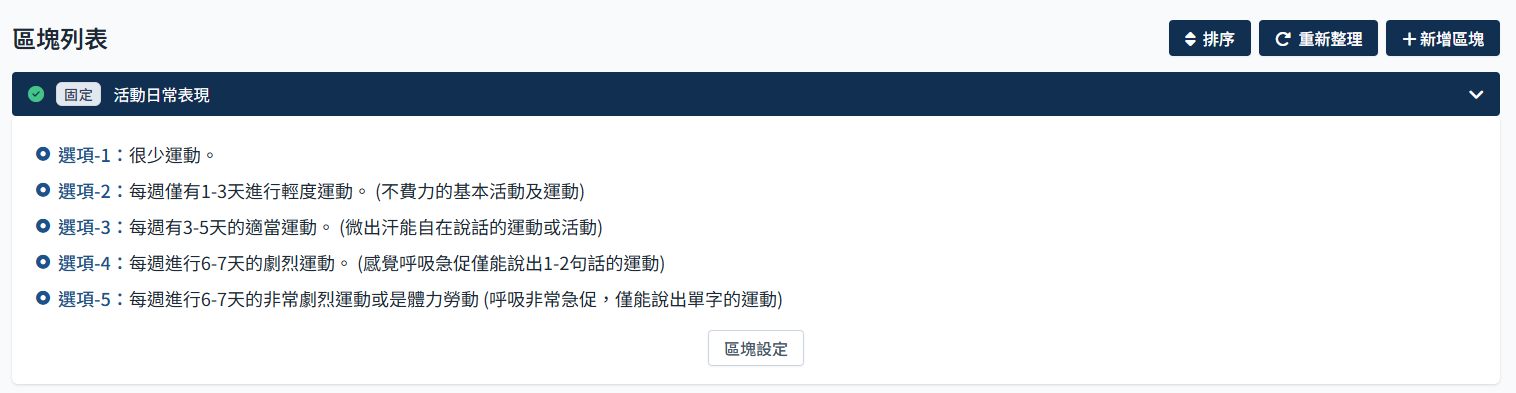 區塊列表
排序
重新整理
新增區塊
固定
活動日常表現
選項-1：很少運動。
選項-2：每週僅有1-3天進行輕度運動。 (不費力的基本活動及運動)
選項-3：每週有3-5天的適當運動。 (微出汗能自在說話的運動或活動)
選項-4：每週進行6-7天的劇烈運動。 (感覺呼吸急促僅能說出1-2句話的運動)
選項-5：每週進行6-7天的非常劇烈運動或是體力勞動 (呼吸非常急促，僅能說出單字的運動)
區塊設定